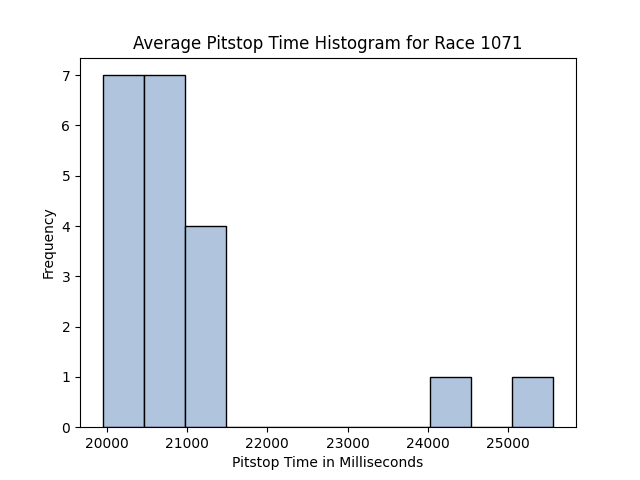 Average Pitstop Time Histogram for Race 1071
7
6
5
4
3
2
1
0
Frequency
20000 21000 22000 23000 24000 25000
Pitstop Time in Milliseconds